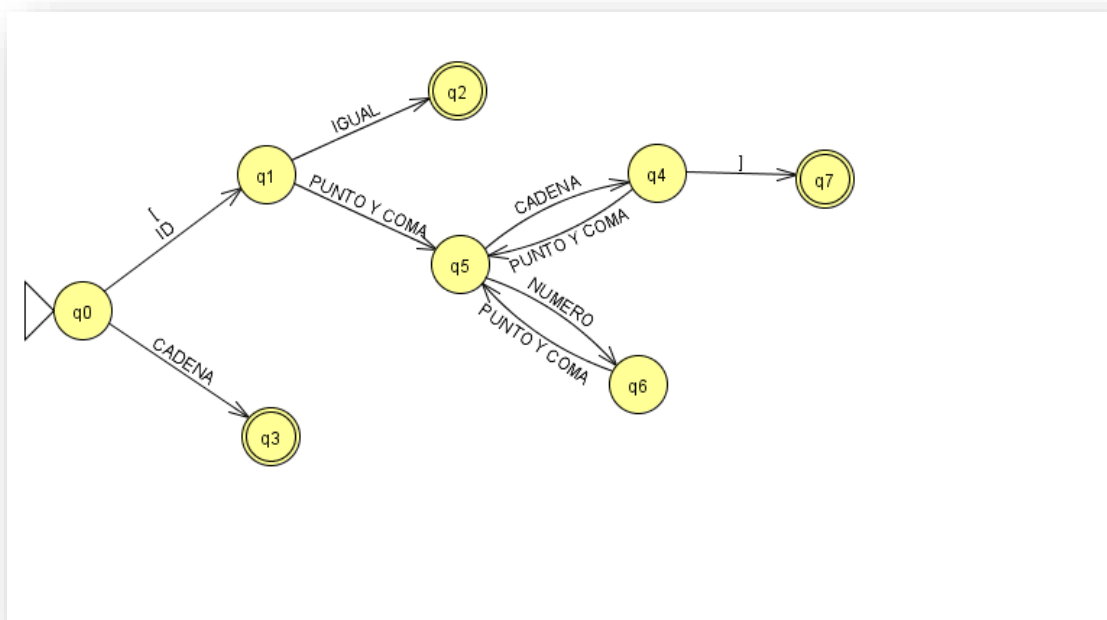 q2
IGUAL
q1
PUNTO Y COMA
[
ID
q0
CADENA
q3
q5
CADENA
PUNTO Y COMA
q4
]
q7
NUMERO
PUNTO Y COMA
q6